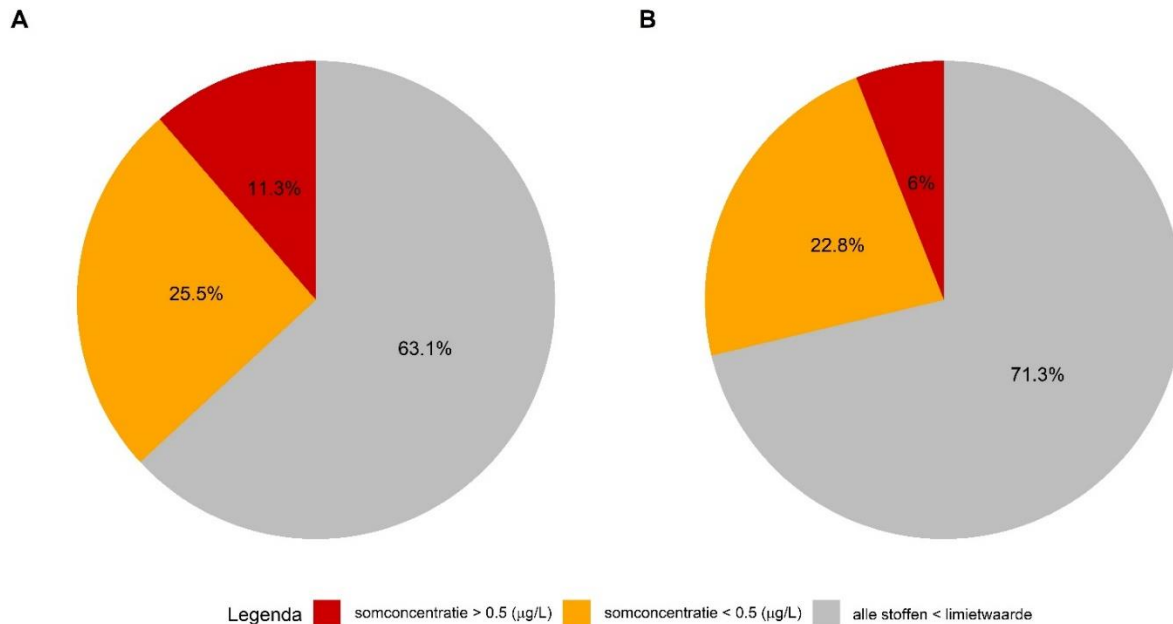 A
B
11.3%
25.5%
63.1%
6%
22.8%
71.3%
Legenda somconcentratie > 0.5 (µg/L) somconcentratie < 0.5 (µg/L) alle stoffen < limietwaarde